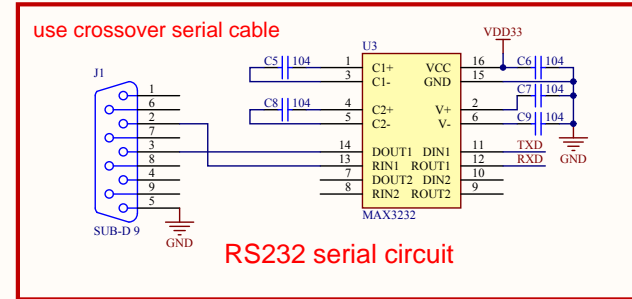 use crossover serial cable
VDD33
J1
U3
C5 104
C8 104
C6 104
C7 104
C9 104
1
6
2
7
3
8
4
9
5
SUB-D 9
GND
1 C1+ VCC 16
3 C1- GND 15
4 C2+ V+ 2
5 C2- V- 6
14 DOUT1 DIN1 11 TXD
13 RIN1 ROUT1 12 RXD
7 DOUT2 DIN2 10
8 RIN2 ROUT2 9
MAX3232
GND
RS232 serial circuit